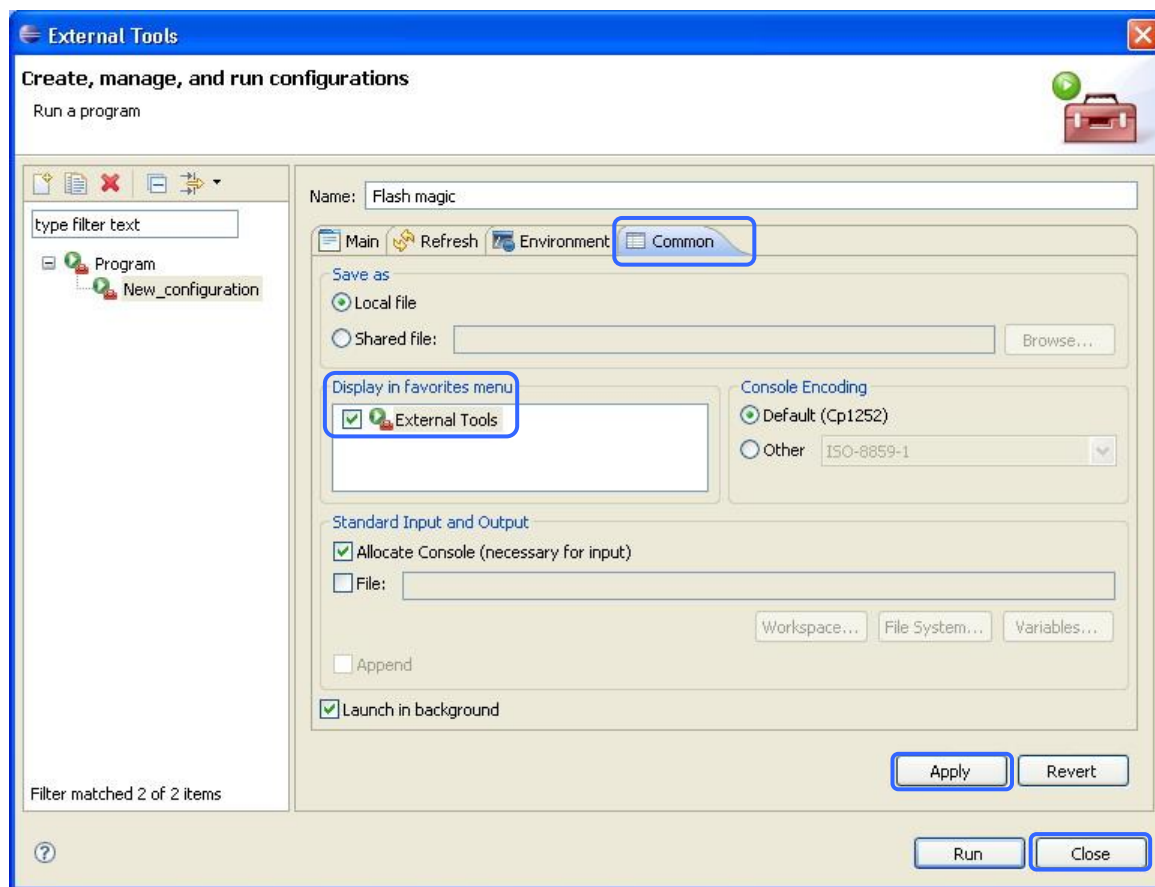 External Tools
Create, manage, and run configurations
Run a program
type filter text
Program
New_configuration
Filter matched 2 of 2 items
Name: Flash magic
Main Refresh Environment Common
Save as
Local file
Shared file: Browse...
Display in favorites menu
External Tools
Console Encoding
Default (Cp1252)
Other ISO-8859-1
Standard Input and Output
Allocate Console (necessary for input)
File:
Workspace... File System... Variables...
Append
Launch in background
Apply Revert
? Run Close